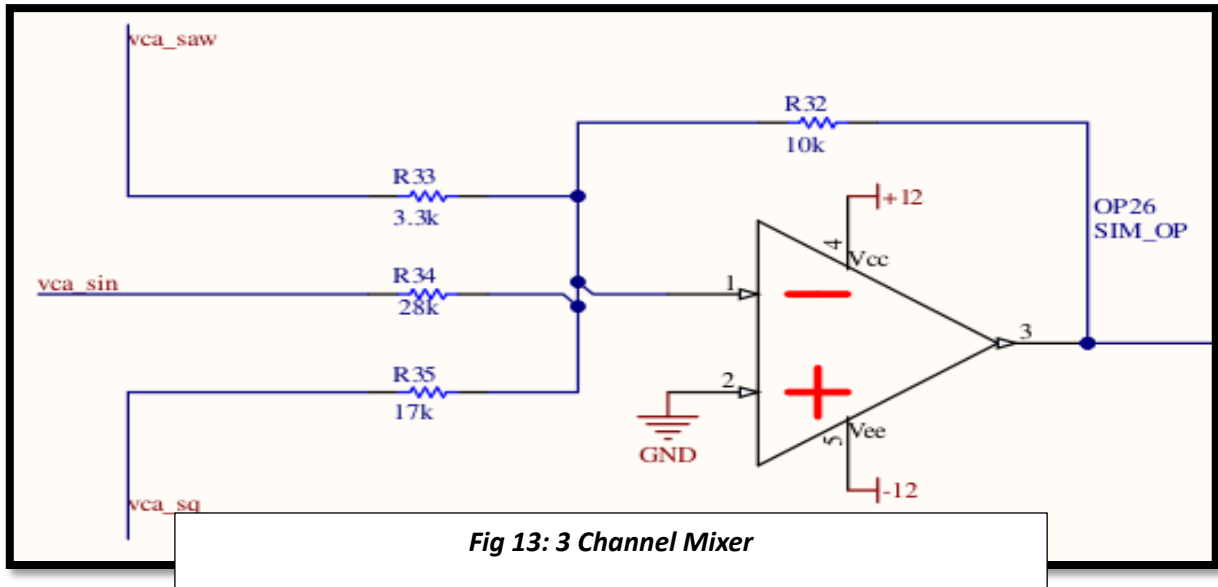 vca_saw
R32
10k
R33
3.3k
+12
OP26
SIM_OP
4
Vcc
vca_sin
R34
28k
1
3
R35
17k
2
GND
5
Vee
-12
vca_sq
Fig 13: 3 Channel Mixer